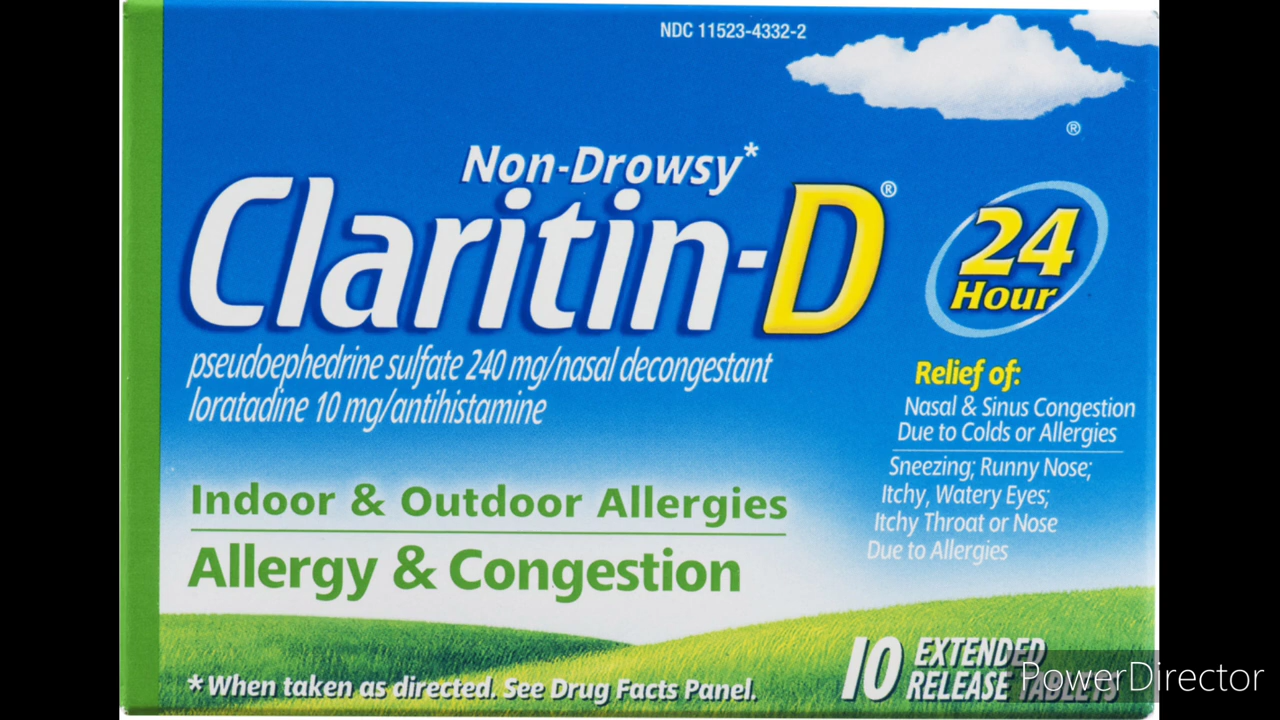 NDC 11523-4332-2
®
Non-Drowsy*
Claritin-D®
24
Hour
pseudoephedrine sulfate 240 mg/nasal decongestant
loratadine 10 mg/antihistamine
Relief of:
Nasal & Sinus Congestion
Due to Colds or Allergies
Sneezing; Runny Nose;
Itchy, Watery Eyes;
Itchy Throat or Nose
Due to Allergies
Indoor & Outdoor Allergies
Allergy & Congestion
*When taken as directed. See Drug Facts Panel.
10 EXTENDED
RELEASE TABLETS
PowerDirector